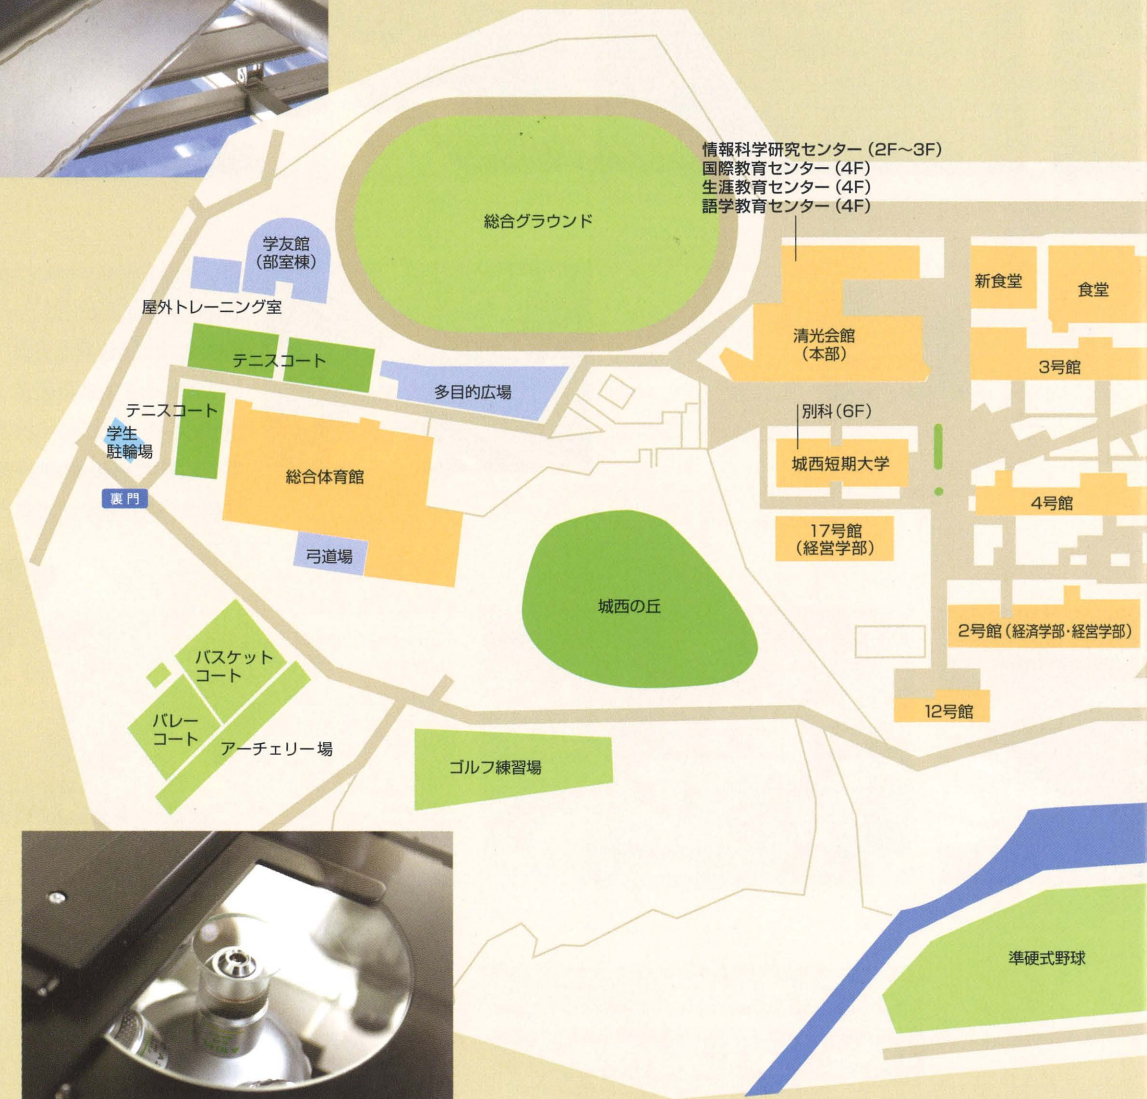 情報科学研究センター（2F～3F）
国際教育センター（4F）
生涯教育センター（4F）
語学教育センター（4F）
総合グラウンド
学友館
（部室棟）
屋外トレーニング室
新食堂
食堂
清光会館
（本部）
3号館
テニスコート
多目的広場
テニスコート
別科（6F）
学生
駐輪場
城西短期大学
総合体育館
裏門
4号館
17号館
（経営学部）
弓道場
城西の丘
2号館（経済学部・経営学部）
バスケット
コート
12号館
バレー
コート
アーチェリー場
ゴルフ練習場
準硬式野球